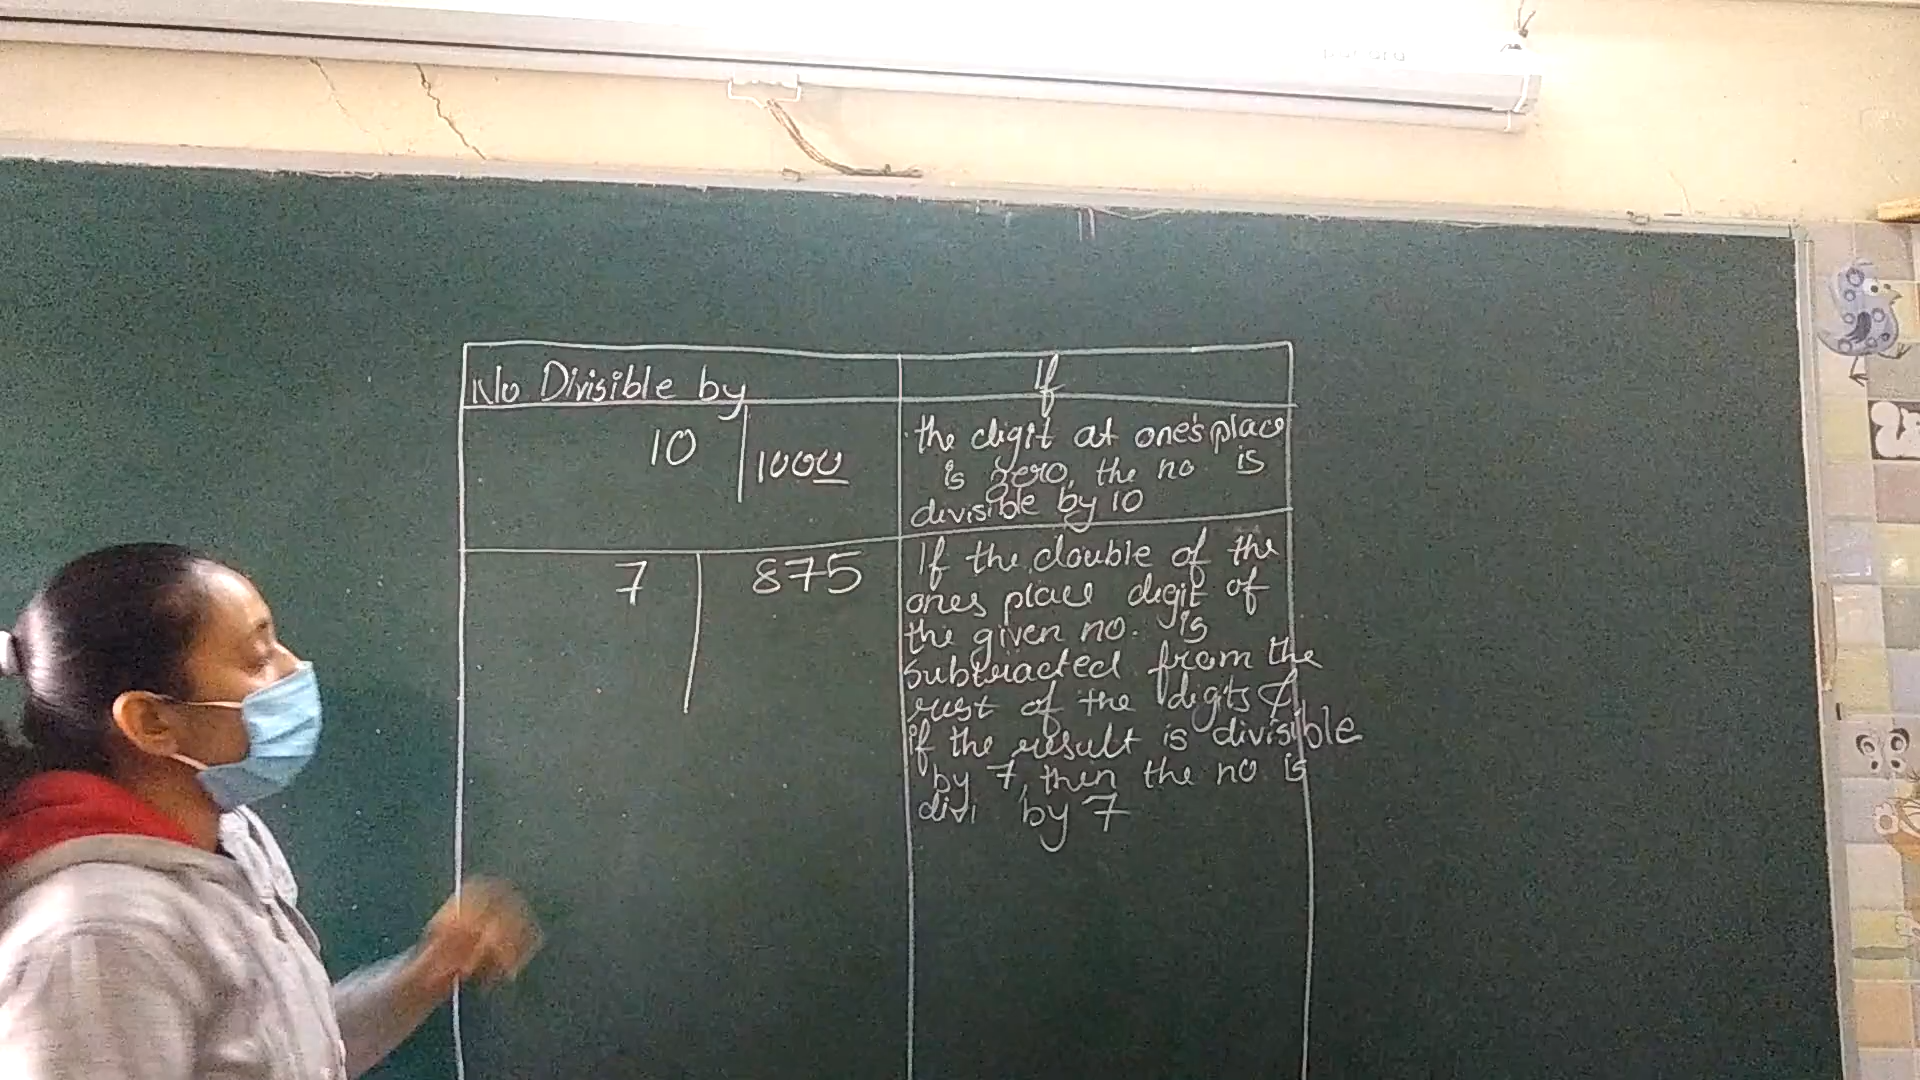 No Divisible by
If
10
1000
the digit at one's place
is zero, the no is
divisible by 10
7
875
If the double of the
ones place digit of
the given no. is
subtracted from the
rest of the digits &
if the result is divisible
by 7, then the no is
divi by 7